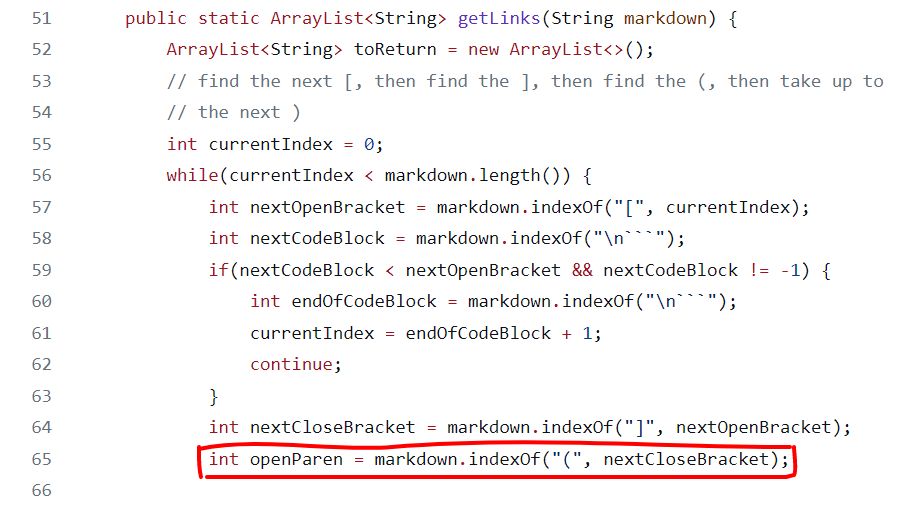 51 public static ArrayList<String> getLinks(String markdown) {
52 ArrayList<String> toReturn = new ArrayList<>();
53 // find the next [, then find the ], then find the (, then take up to
54 // the next )
55 int currentIndex = 0;
56 while(currentIndex < markdown.length()) {
57 int nextOpenBracket = markdown.indexOf("[", currentIndex);
58 int nextCodeBlock = markdown.indexOf("\n```");
59 if(nextCodeBlock < nextOpenBracket && nextCodeBlock != -1) {
60 int endOfCodeBlock = markdown.indexOf("\n```");
61 currentIndex = endOfCodeBlock + 1;
62 continue;
63 }
64 int nextCloseBracket = markdown.indexOf("]", nextOpenBracket);
65 int openParen = markdown.indexOf("(", nextCloseBracket);
66